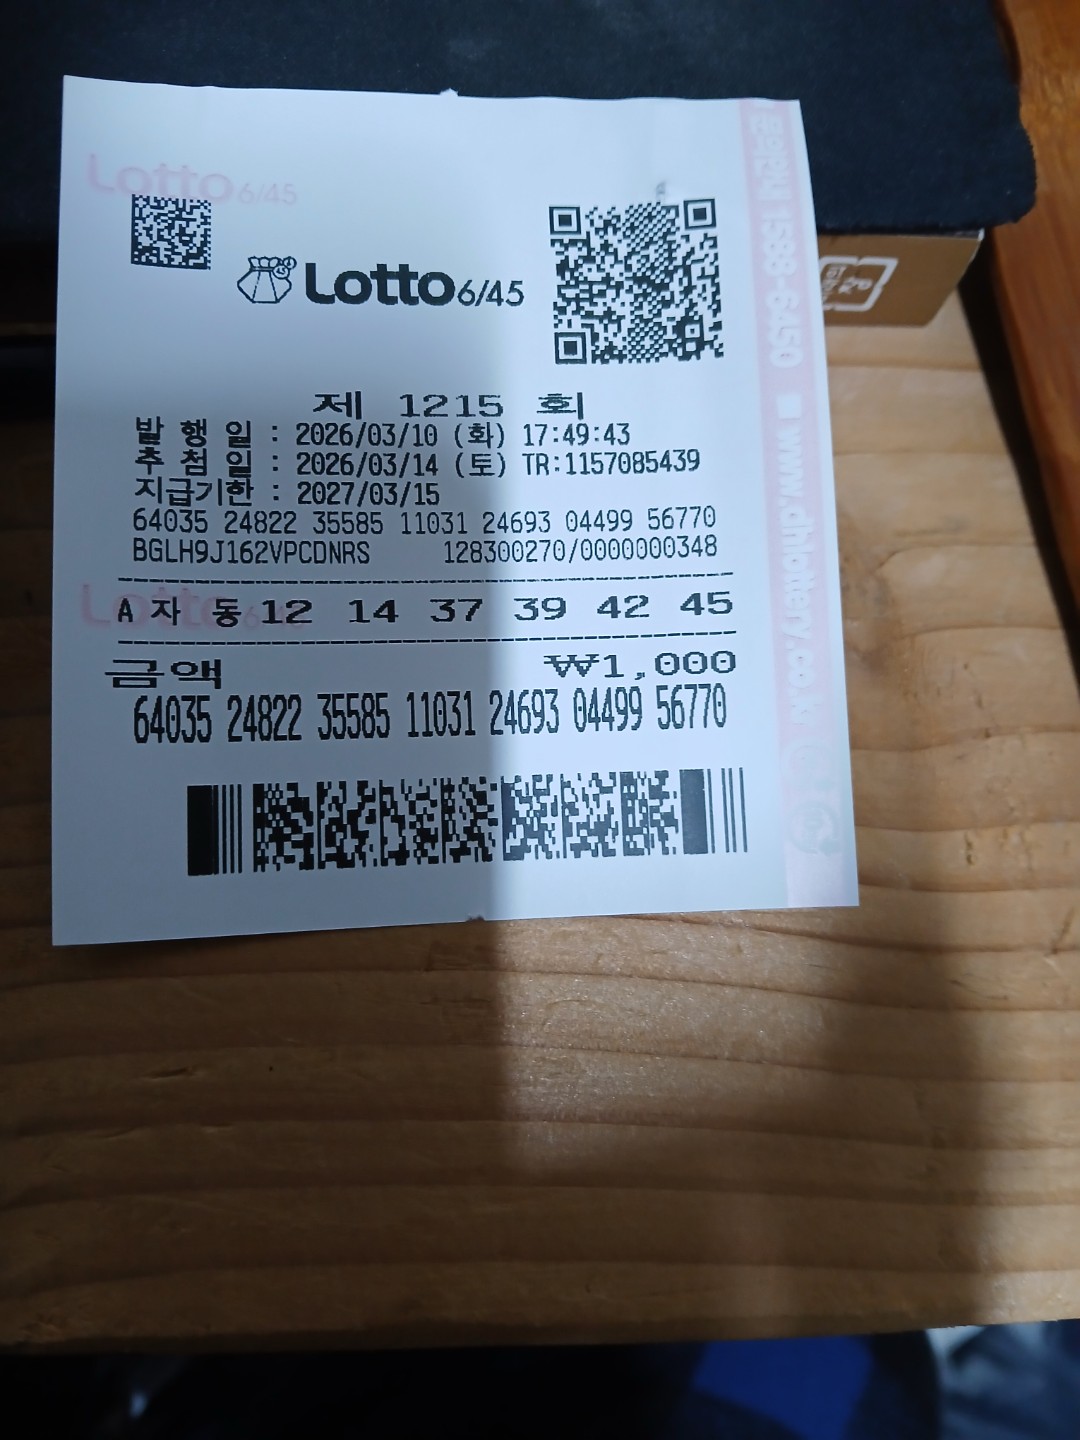 Lotto 6/45
Lotto 6/45
제 1215 회
발 행 일 : 2026/03/10 (화) 17:49:43
추 첨 일 : 2026/03/14 (토) TR:1157085439
지급기한 : 2027/03/15
64035 24822 35585 11031 24693 04499 56770
BGLH9J162VPCDNRS 128300270/0000000348
Lotto 6/45
A 자 동 12 14 37 39 42 45
금액 ₩1,000
64035 24822 35585 11031 24693 04499 56770
1588-6450 ■ www.dhlottery.co.kr